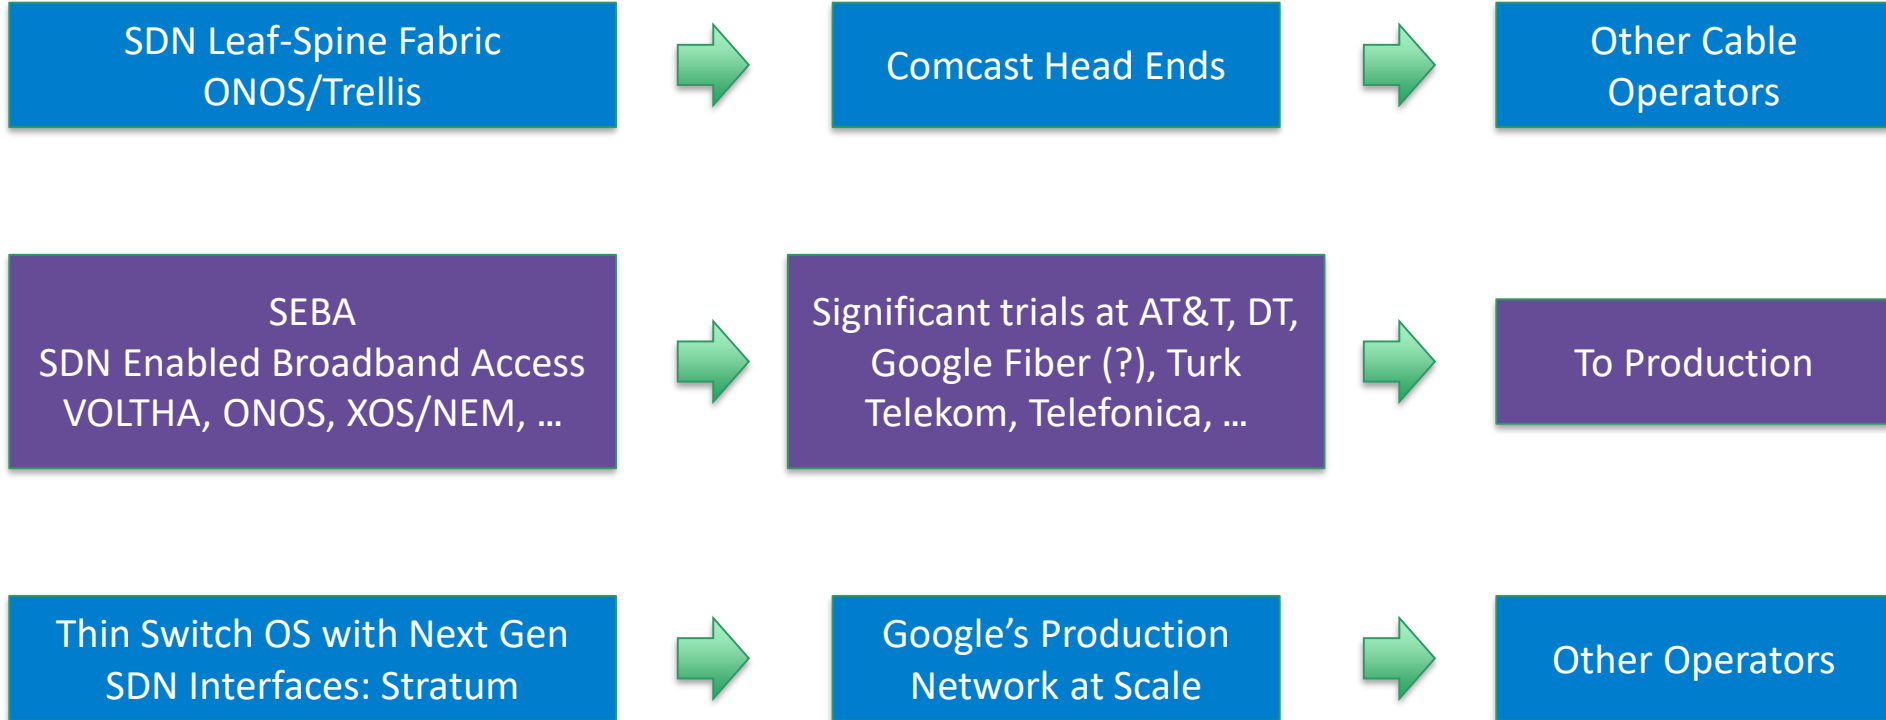 SDN Leaf-Spine Fabric
ONOS/Trellis
Comcast Head Ends
Other Cable
Operators
SEBA
SDN Enabled Broadband Access
VOLTHA, ONOS, XOS/NEM, …
Significant trials at AT&T, DT,
Google Fiber (?), Turk
Telekom, Telefonica, …
To Production
Thin Switch OS with Next Gen
SDN Interfaces: Stratum
Google’s Production
Network at Scale
Other Operators